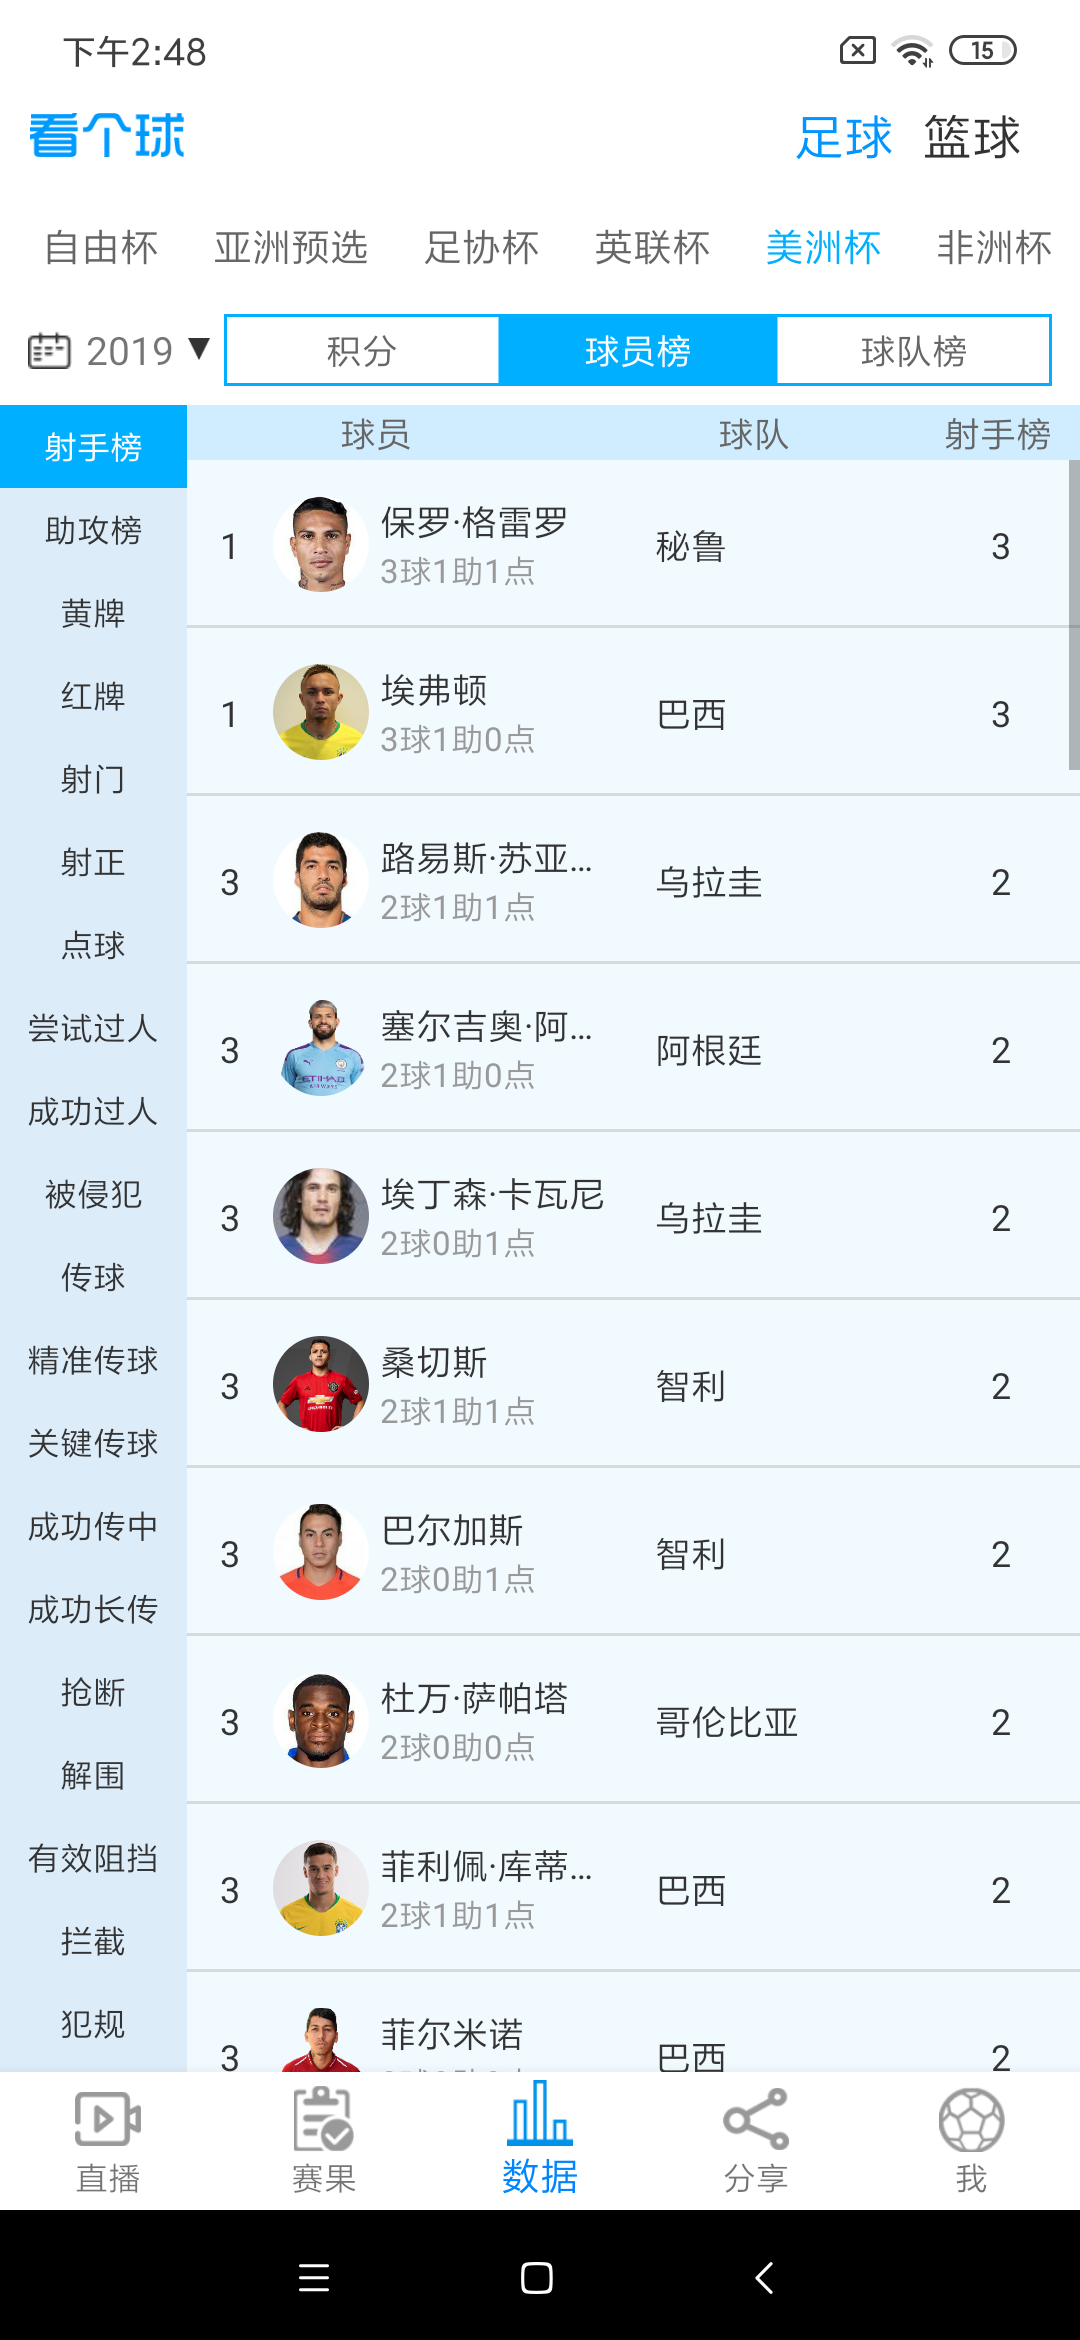 下午2:48
15
看个球
足球 篮球
自由杯 亚洲预选 足协杯 英联杯 美洲杯 非洲杯
2019 ▼ 积分 球员榜 球队榜
射手榜
助攻榜
黄牌
红牌
射门
射正
点球
尝试过人
成功过人
被侵犯
传球
精准传球
关键传球
成功传中
成功长传
抢断
解围
有效阻挡
拦截
犯规
球员 球队 射手榜
1 保罗·格雷罗 秘鲁 3
3球1助1点
1 埃弗顿 巴西 3
3球1助0点
3 路易斯·苏亚... 乌拉圭 2
2球1助1点
3 塞尔吉奥·阿... 阿根廷 2
2球1助0点
3 埃丁森·卡瓦尼 乌拉圭 2
2球0助1点
3 桑切斯 智利 2
2球1助1点
3 巴尔加斯 智利 2
2球0助1点
3 杜万·萨帕塔 哥伦比亚 2
2球0助0点
3 菲利佩·库蒂... 巴西 2
2球1助1点
3 菲尔米诺 巴西 2
直播 赛果 数据 分享 我